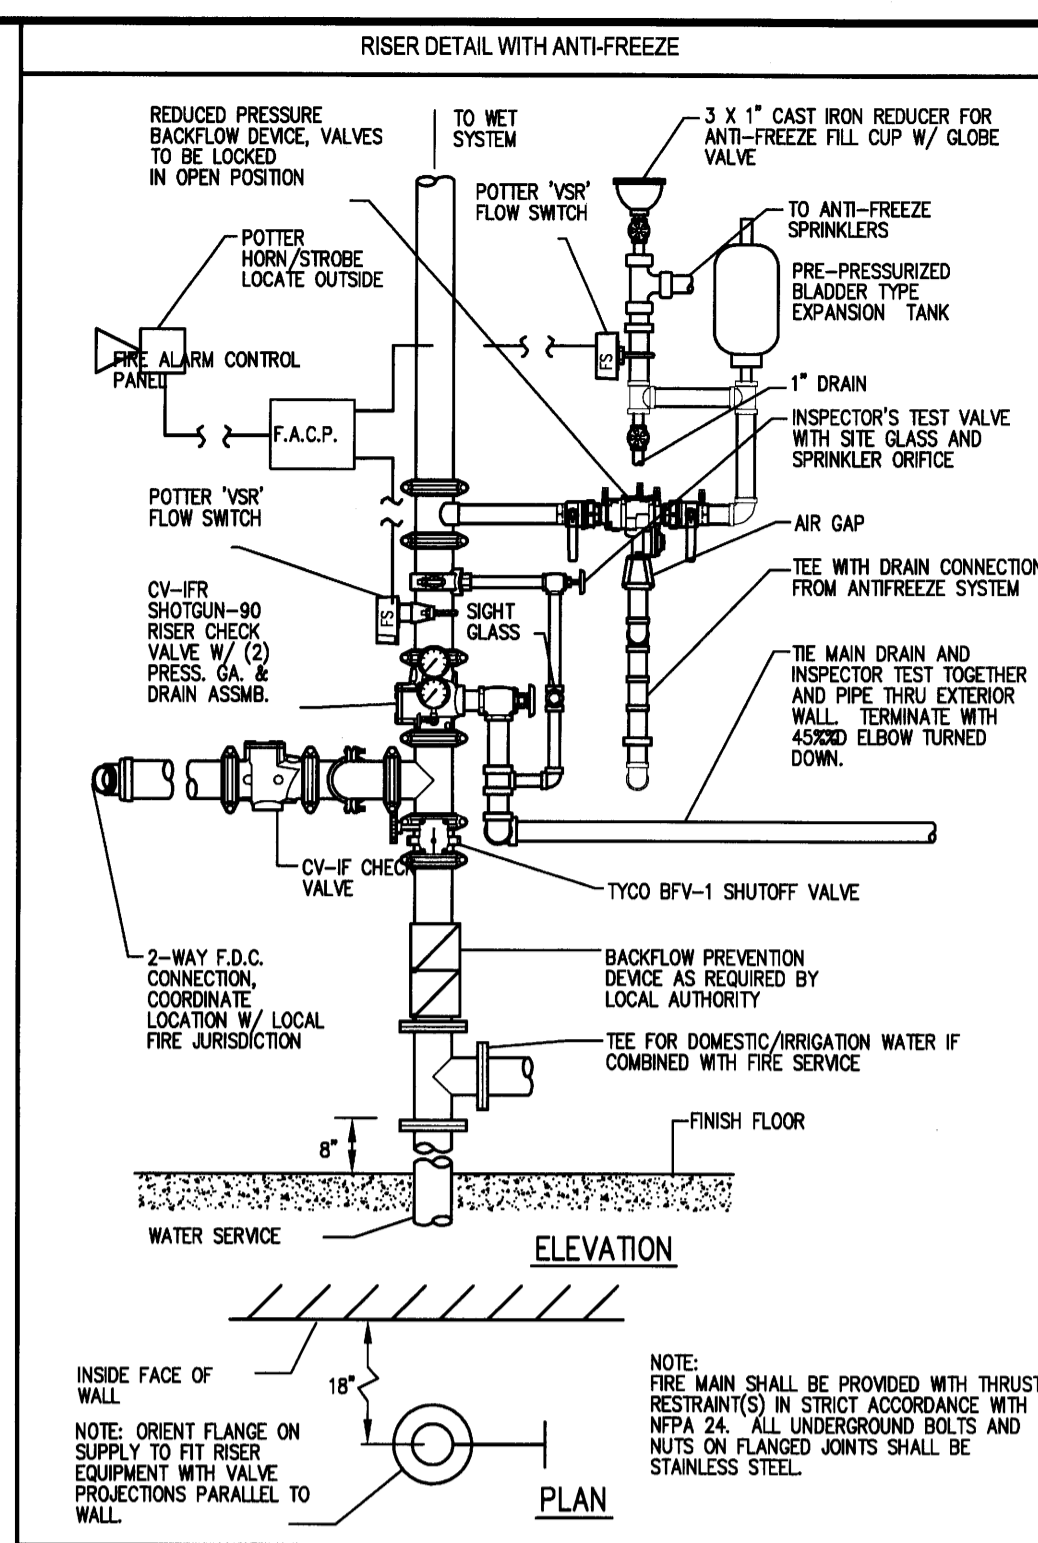 RISER DETAIL WITH ANTI-FREEZE
REDUCED PRESSURE
BACKFLOW DEVICE, VALVES
TO BE LOCKED
IN OPEN POSITION
TO WET
SYSTEM
3 X 1" CAST IRON REDUCER FOR
ANTI-FREEZE FILL CUP W/ GLOBE
VALVE
POTTER 'VSR'
FLOW SWITCH
TO ANTI-FREEZE
SPRINKLERS
POTTER
HORN/STROBE
LOCATE OUTSIDE
PRE-PRESSURIZED
BLADDER TYPE
EXPANSION TANK
FIRE ALARM CONTROL
PANEL
FS
1" DRAIN
F.A.C.P.
INSPECTOR'S TEST VALVE
WITH SITE GLASS AND
SPRINKLER ORIFICE
POTTER 'VSR'
FLOW SWITCH
AIR GAP
TEE WITH DRAIN CONNECTION
FROM ANTIFREEZE SYSTEM
CV-IFR
SHOTGUN-90
RISER CHECK
VALVE W/ (2)
PRESS. GA. &
DRAIN ASSMB.
FS
SIGHT
GLASS
TIE MAIN DRAIN AND
INSPECTOR TEST TOGETHER
AND PIPE THRU EXTERIOR
WALL. TERMINATE WITH
45%%D ELBOW TURNED
DOWN.
CV-IF CHECK
VALVE
TYCO BFV-1 SHUTOFF VALVE
2-WAY F.D.C.
CONNECTION,
COORDINATE
LOCATION W/ LOCAL
FIRE JURISDICTION
BACKFLOW PREVENTION
DEVICE AS REQUIRED BY
LOCAL AUTHORITY
TEE FOR DOMESTIC/IRRIGATION WATER IF
COMBINED WITH FIRE SERVICE
8"
FINISH FLOOR
WATER SERVICE
ELEVATION
INSIDE FACE OF
WALL
18"
NOTE: ORIENT FLANGE ON
SUPPLY TO FIT RISER
EQUIPMENT WITH VALVE
PROJECTIONS PARALLEL TO
WALL.
PLAN
NOTE:
FIRE MAIN SHALL BE PROVIDED WITH THRUST
RESTRAINT(S) IN STRICT ACCORDANCE WITH
NFPA 24. ALL UNDERGROUND BOLTS AND
NUTS ON FLANGED JOINTS SHALL BE
STAINLESS STEEL.